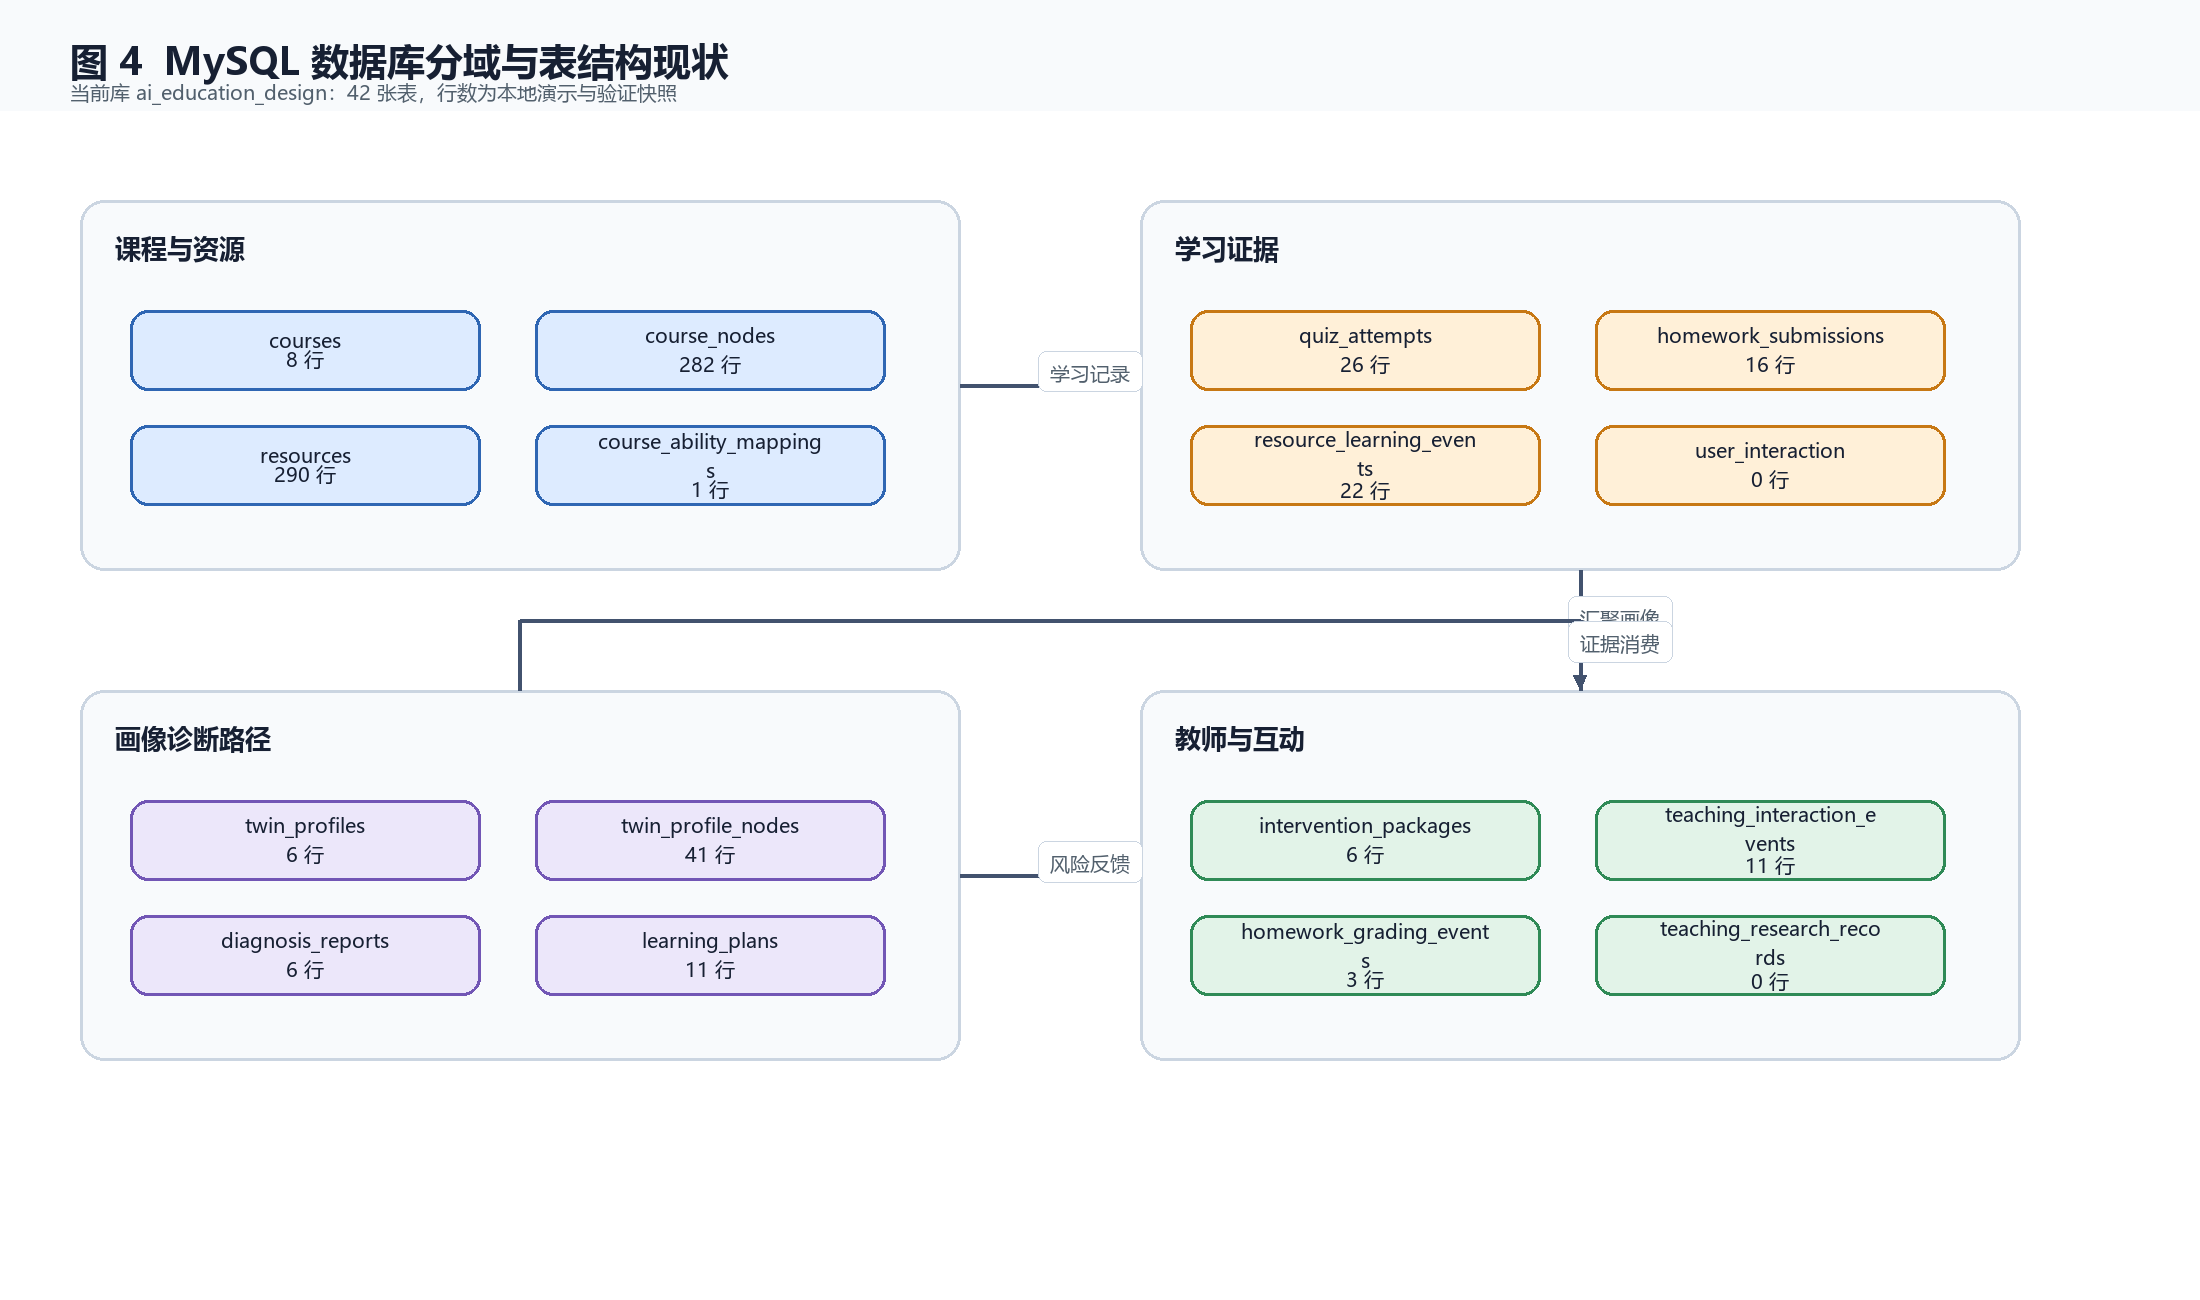 图 4  MySQL 数据库分域与表结构现状
当前库 ai_education_design：42 张表，行数为本地演示与验证快照
课程与资源
courses
8 行
course_nodes
282 行
resources
290 行
course_ability_mapping
s
1 行
学习记录
学习证据
quiz_attempts
26 行
homework_submissions
16 行
resource_learning_even
ts
22 行
user_interaction
0 行
汇聚画像
证据消费
画像诊断路径
twin_profiles
6 行
twin_profile_nodes
41 行
diagnosis_reports
6 行
learning_plans
11 行
风险反馈
教师与互动
intervention_packages
6 行
teaching_interaction_e
vents
11 行
homework_grading_event
s
3 行
teaching_research_reco
rds
0 行